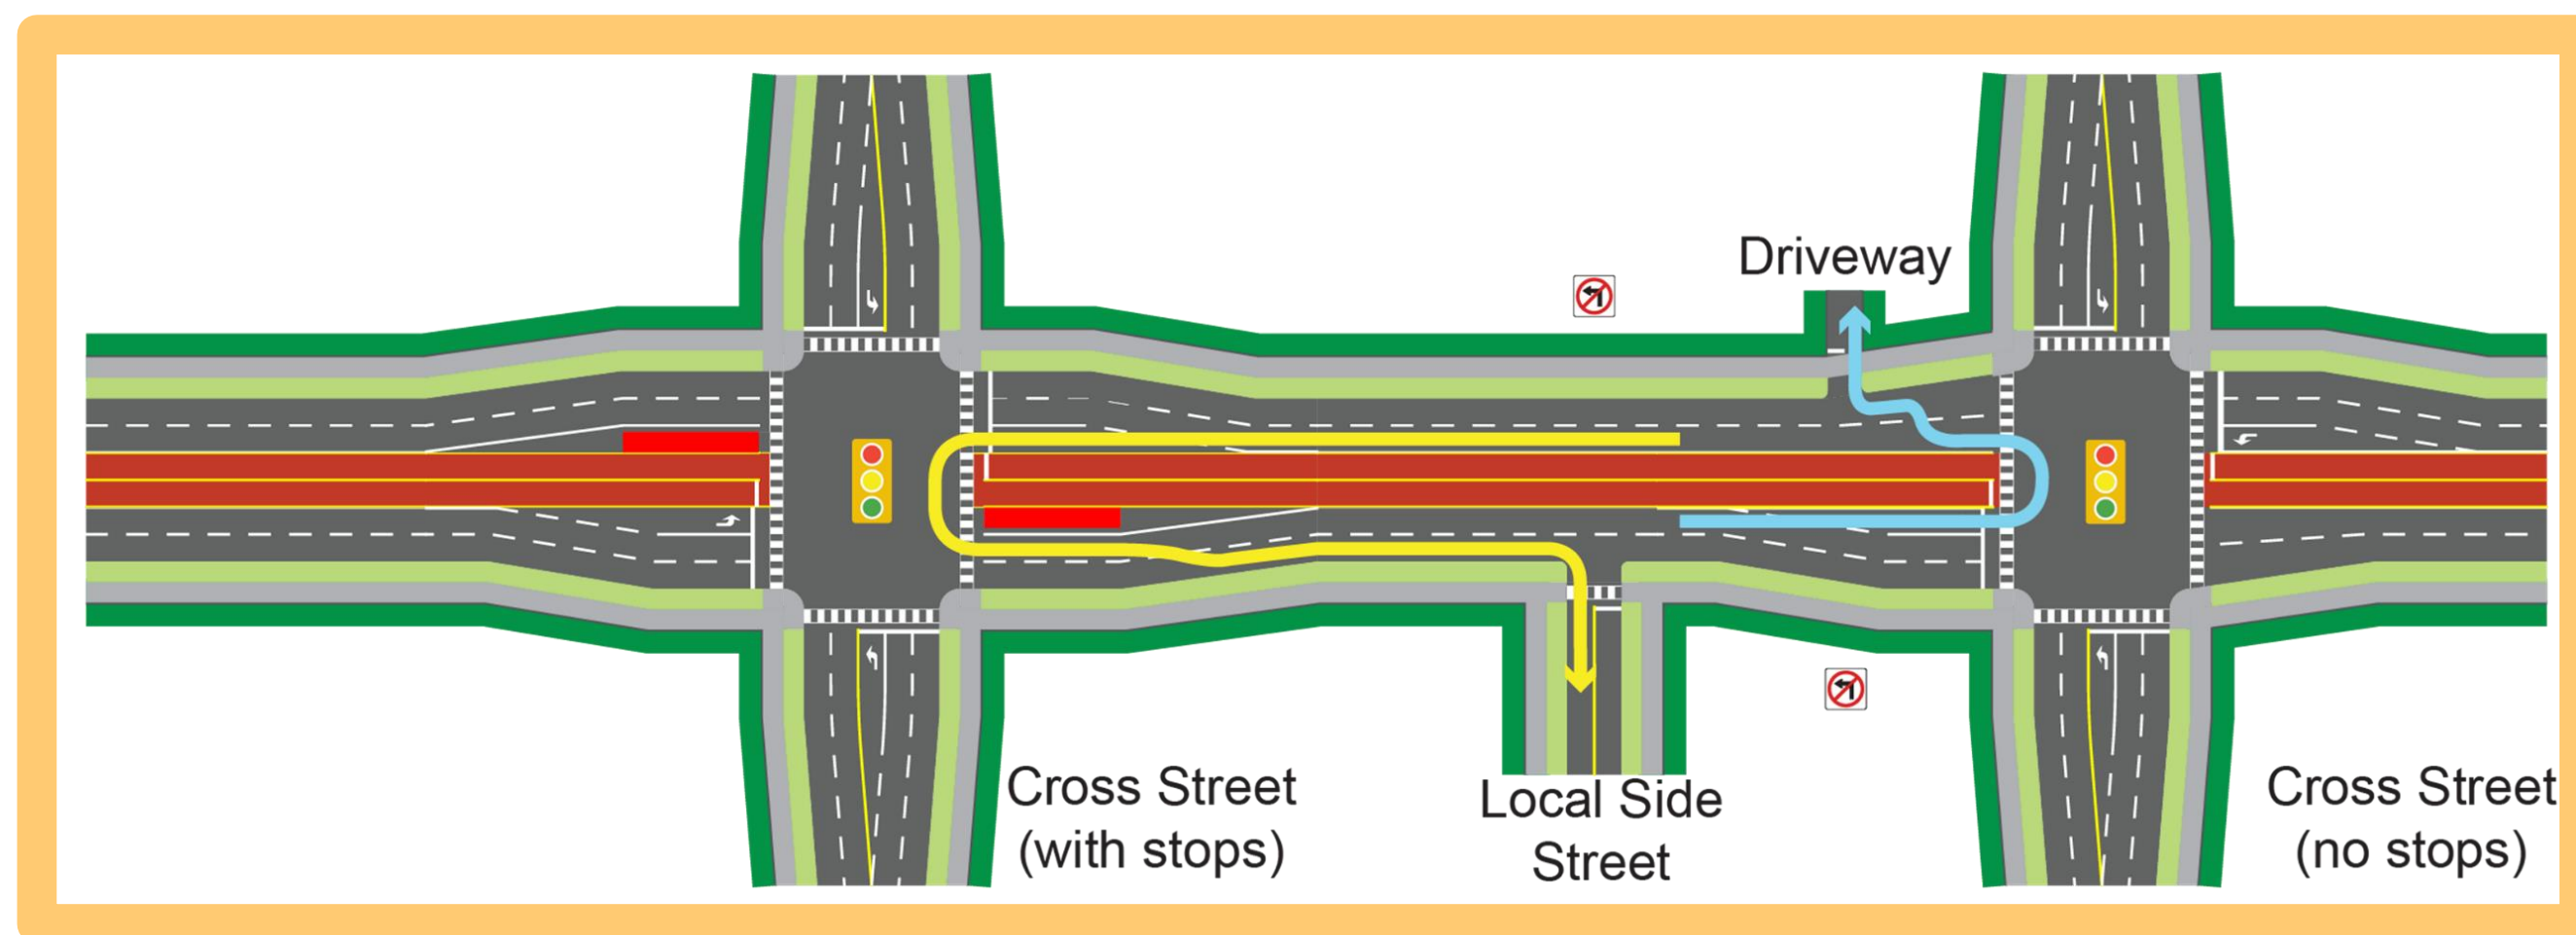 Driveway
Cross Street
(with stops)
Local Side
Street
Cross Street
(no stops)